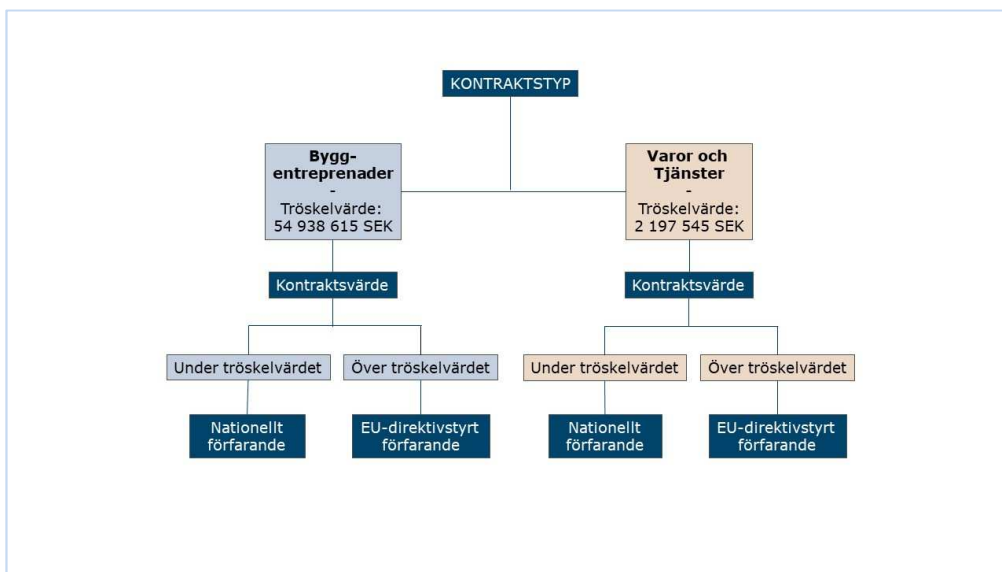 KONTRAKTSTYP
Bygg-
entreprenader
-
Tröskelvärde:
54 938 615 SEK
Varor och
Tjänster
-
Tröskelvärde:
2 197 545 SEK
Kontraktsvärde
Kontraktsvärde
Under tröskelvärdet
Över tröskelvärdet
Under tröskelvärdet
Över tröskelvärdet
Nationellt
förfarande
EU-direktivstyrt
förfarande
Nationellt
förfarande
EU-direktivstyrt
förfarande